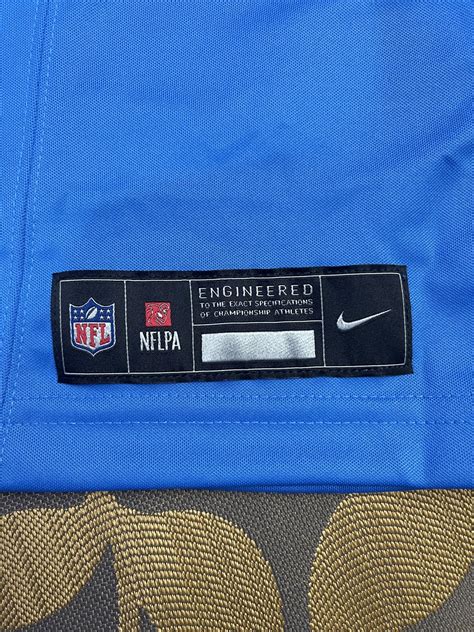 NFL
NFLPA
ENGINEERED
TO THE EXACT SPECIFICATIONS
OF CHAMPIONSHIP ATHLETES